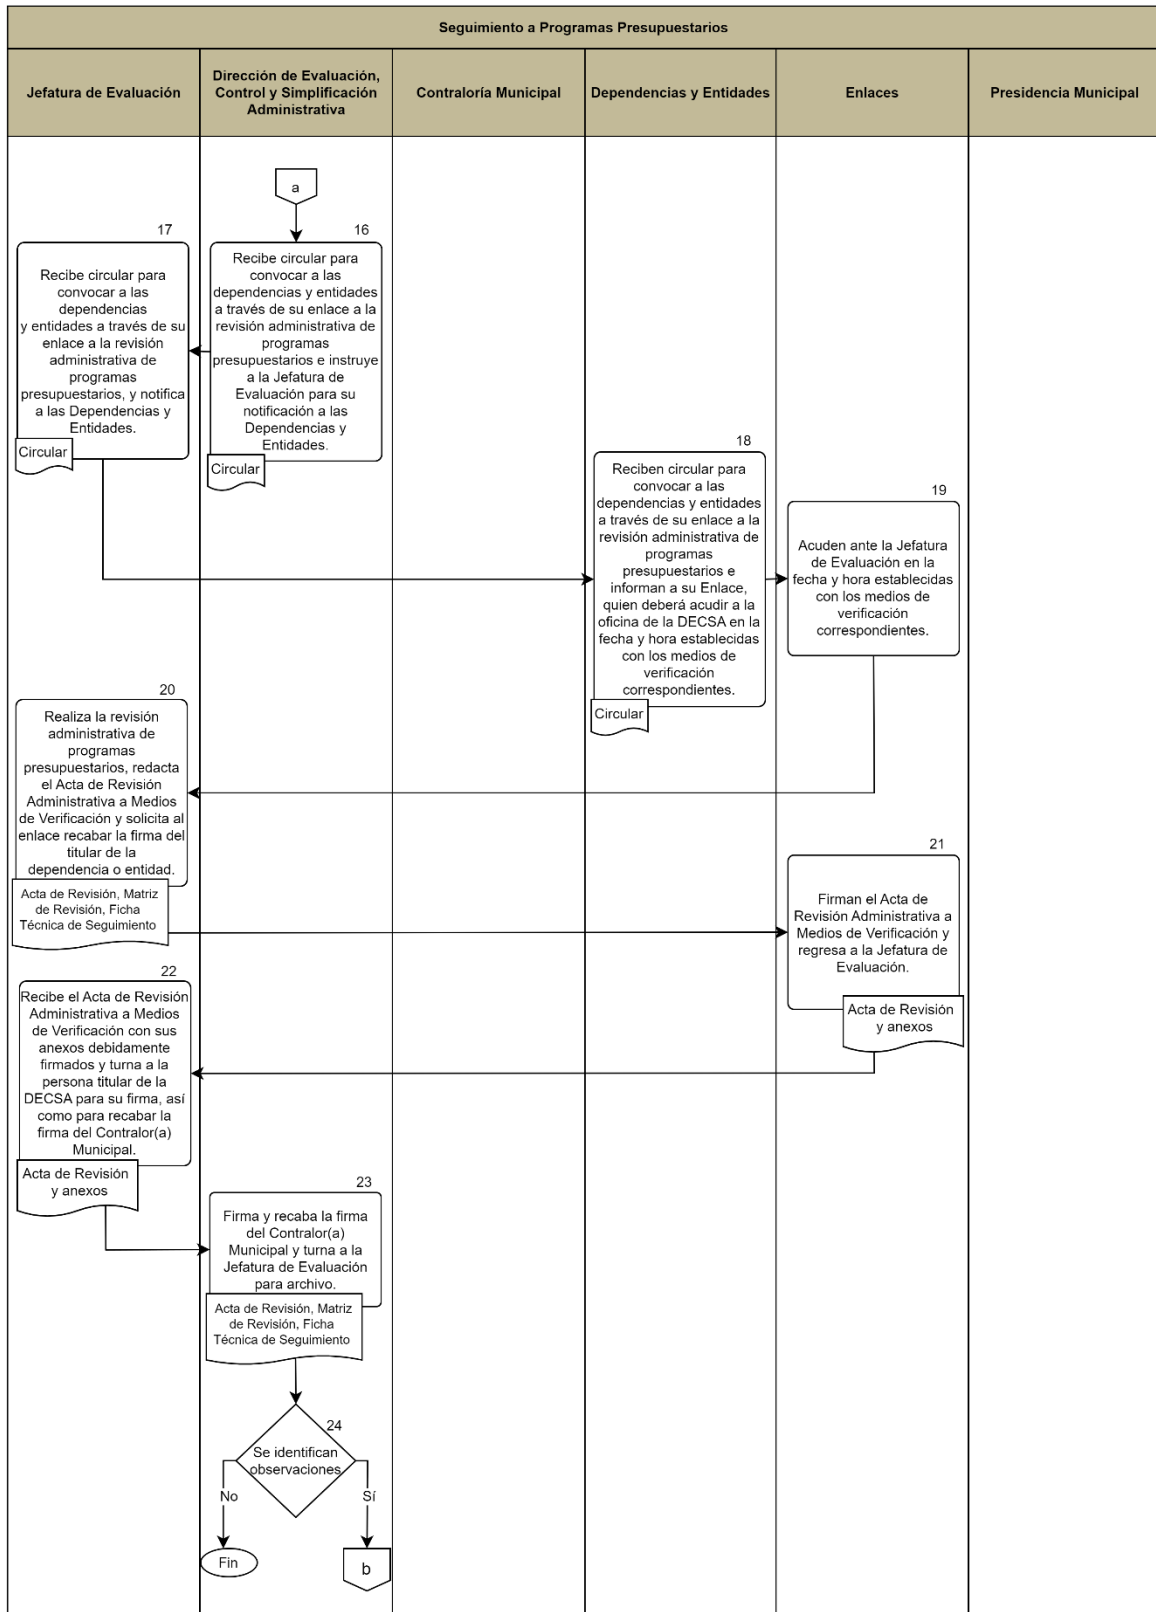 Seguimiento a Programas Presupuestarios
Jefatura de Evaluación
Dirección de Evaluación,
Control y Simplificación
Administrativa
Contraloría Municipal
Dependencias y Entidades
Enlaces
Presidencia Municipal
a
16
Recibe circular para
convocar a las
dependencias y entidades
a través de su enlace a la
revisión administrativa de
programas
presupuestarios e instruye
a la Jefatura de
Evaluación para su
notificación a las
Dependencias y
Entidades.
Circular
17
Recibe circular para
convocar a las
dependencias
y entidades a través de su
enlace a la revisión
administrativa de
programas
presupuestarios, y notifica
a las Dependencias y
Entidades.
Circular
18
Reciben circular para
convocar a las
dependencias y entidades
a través de su enlace a la
revisión administrativa de
programas
presupuestarios e
informan a su Enlace,
quien deberá acudir a la
oficina de la DECSA en la
fecha y hora establecidas
con los medios de
verificación
correspondientes.
Circular
19
Acuden ante la Jefatura
de Evaluación en la
fecha y hora establecidas
con los medios de
verificación
correspondientes.
20
Realiza la revisión
administrativa de
programas
presupuestarios, redacta
el Acta de Revisión
Administrativa a Medios
de Verificación y solicita al
enlace recabar la firma del
titular de la
dependencia o entidad.
Acta de Revisión, Matriz
de Revisión, Ficha
Técnica de Seguimiento
21
Firman el Acta de
Revisión Administrativa a
Medios de Verificación y
regresa a la Jefatura de
Evaluación.
Acta de Revisión
y anexos
22
Recibe el Acta de Revisión
Administrativa a Medios
de Verificación con sus
anexos debidamente
firmados y turna a la
persona titular de la
DECSA para su firma, así
como para recabar la
firma del Contralor(a)
Municipal.
Acta de Revisión
y anexos
23
Firma y recaba la firma
del Contralor(a)
Municipal y turna a la
Jefatura de Evaluación
para archivo.
Acta de Revisión, Matriz
de Revisión, Ficha
Técnica de Seguimiento
24
Se identifican
observaciones
No
Sí
Fin
b